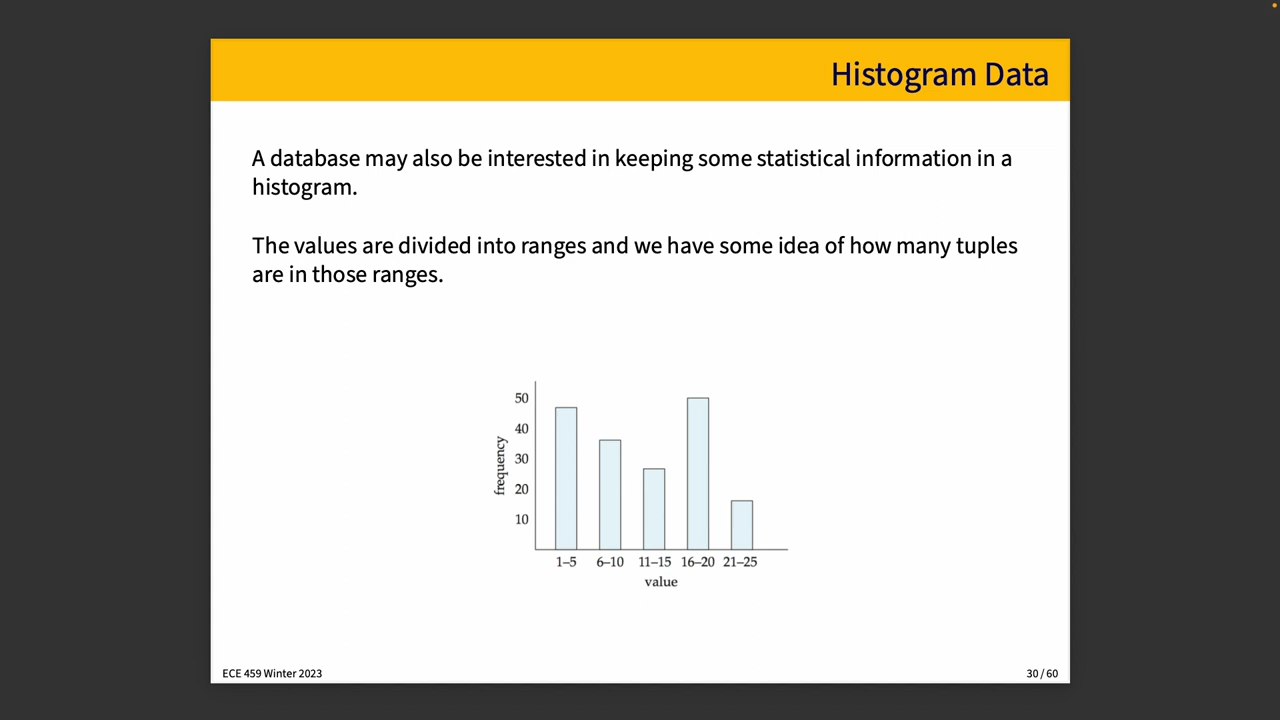 Histogram Data
A database may also be interested in keeping some statistical information in a
histogram.
The values are divided into ranges and we have some idea of how many tuples
are in those ranges.
frequency
50
40
30
20
10
1–5 6–10 11–15 16–20 21–25
value
ECE 459 Winter 2023
30 / 60